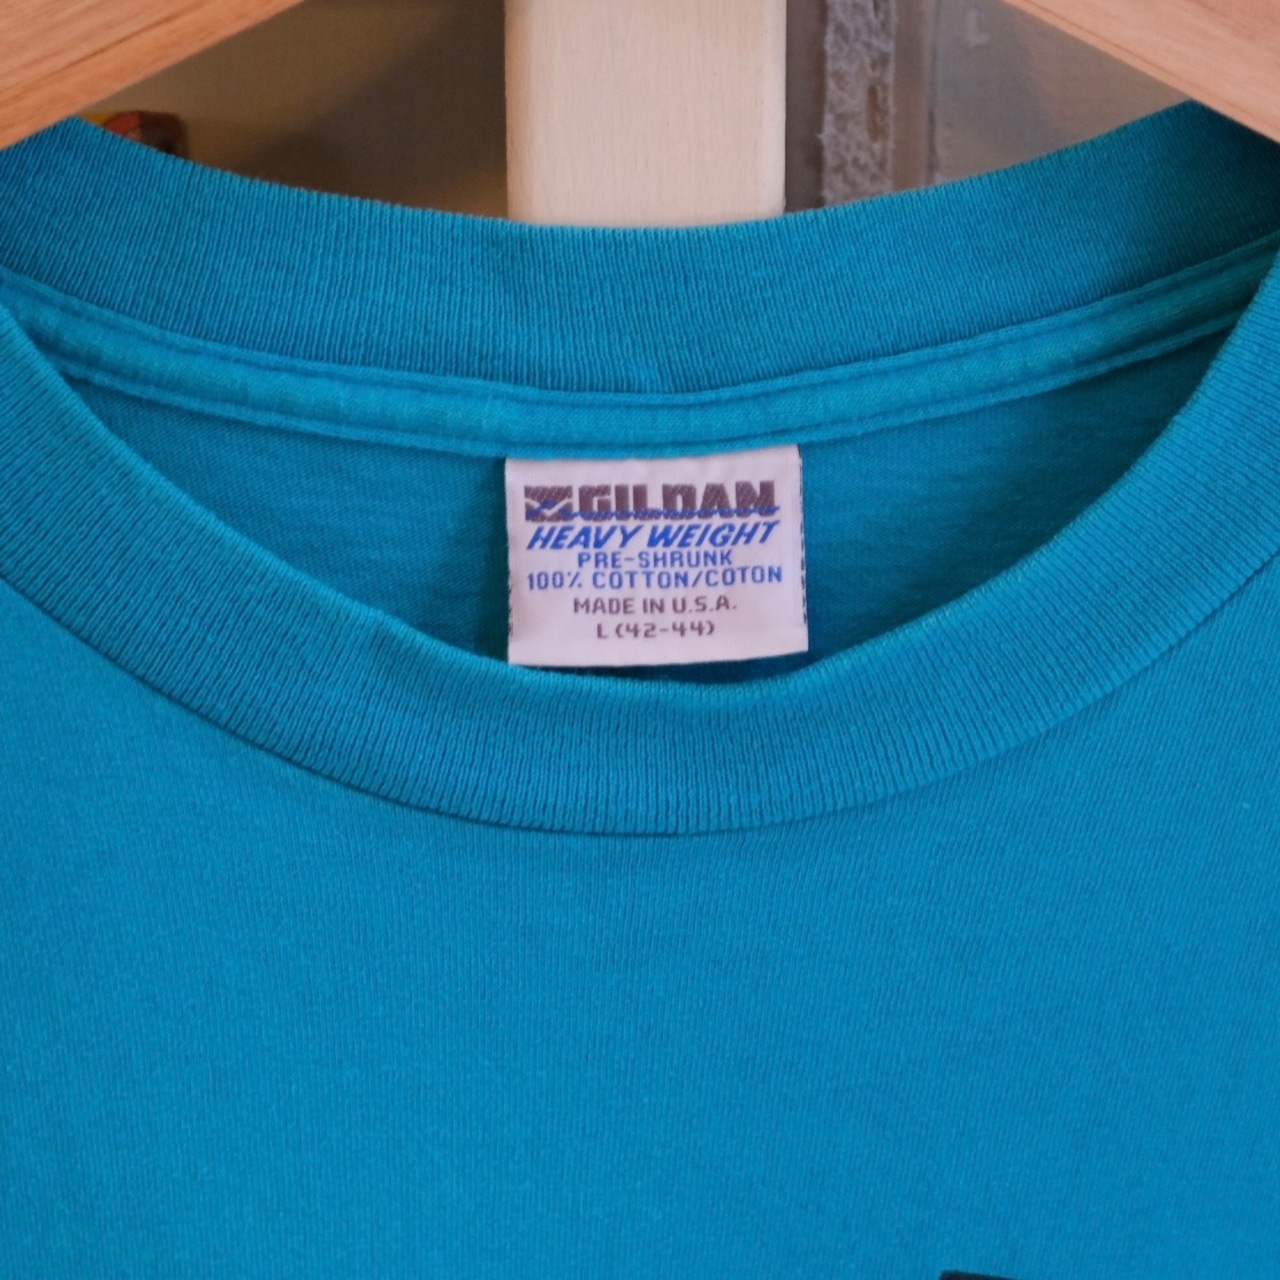 GILDAN
HEAVY WEIGHT
PRE-SHRUNK
100% COTTON/COTON
MADE IN U.S.A.
L (42-44)